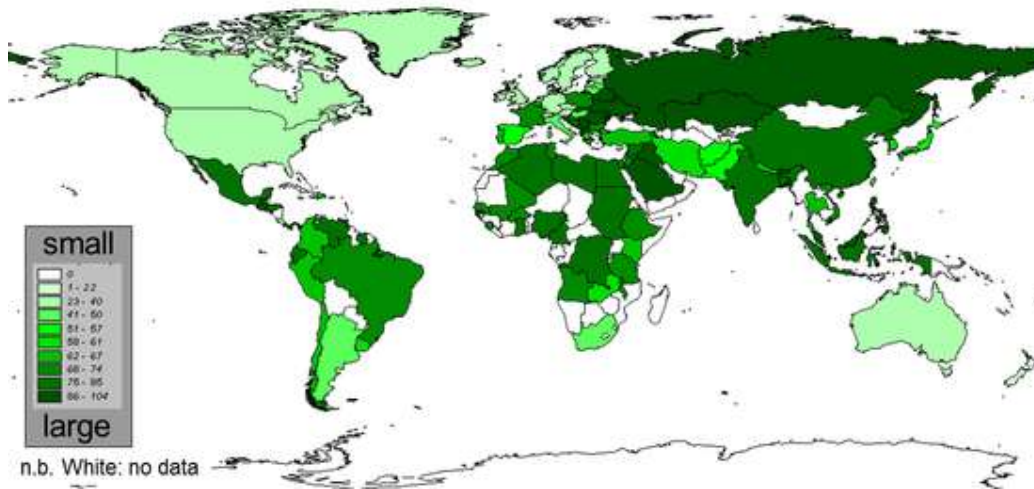 small
0
1 - 22
23 - 40
41 - 50
51 - 57
58 - 61
62 - 67
68 - 74
75 - 85
86 - 104
large
n.b. White: no data